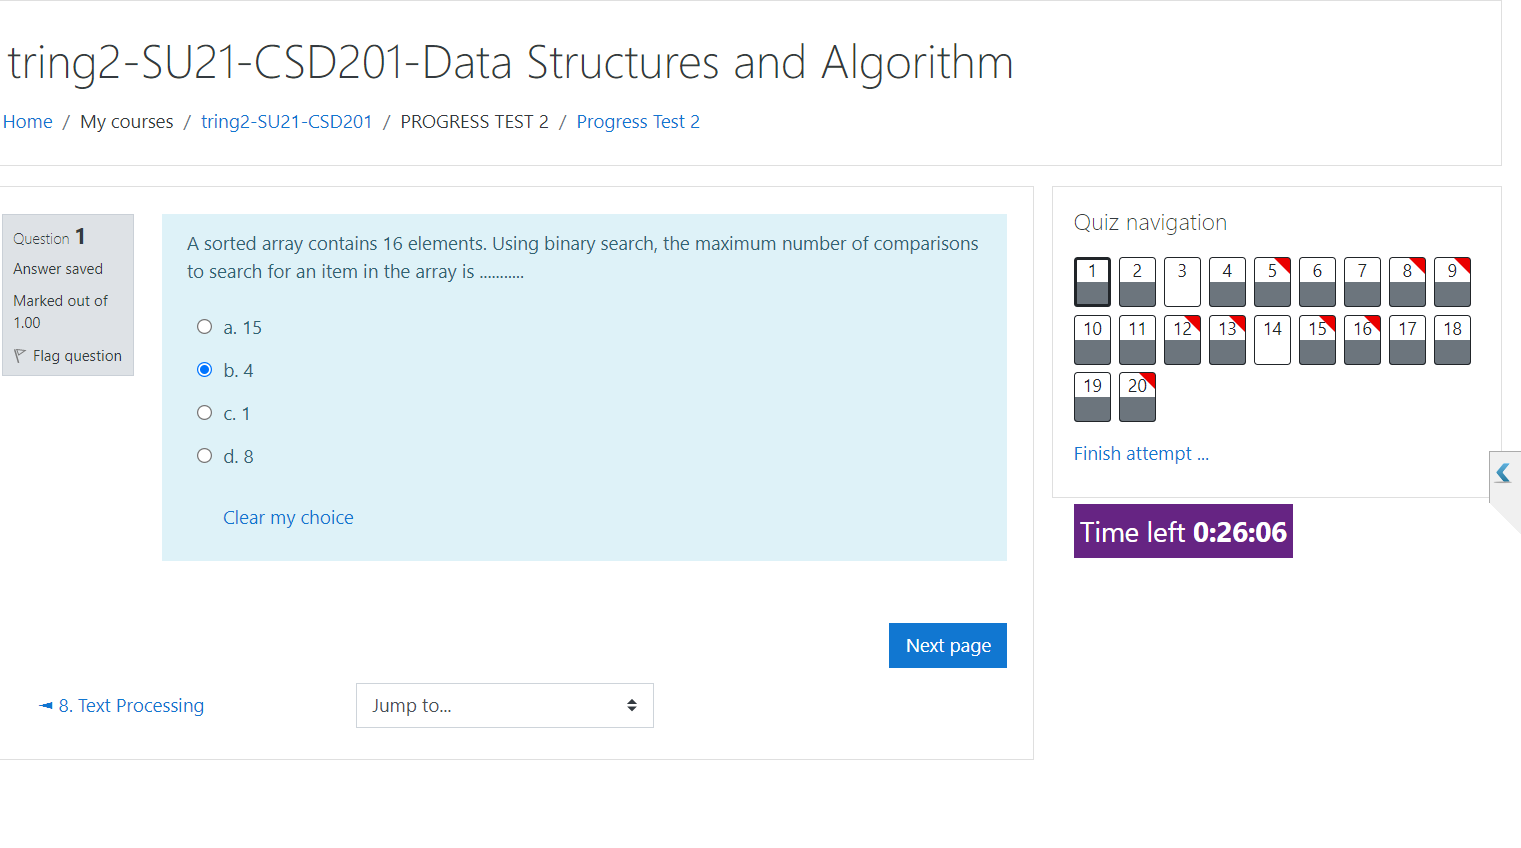 tring2-SU21-CSD201-Data Structures and Algorithm
Home / My courses / tring2-SU21-CSD201 / PROGRESS TEST 2 / Progress Test 2
Question 1
Answer saved
Marked out of
1.00
Flag question
A sorted array contains 16 elements. Using binary search, the maximum number of comparisons
to search for an item in the array is ...........
a. 15
b. 4
c. 1
d. 8
Clear my choice
Next page
8. Text Processing
Jump to...
Quiz navigation
1 2 3 4 5 6 7 8 9
10 11 12 13 14 15 16 17 18
19 20
Finish attempt ...
Time left 0:26:06